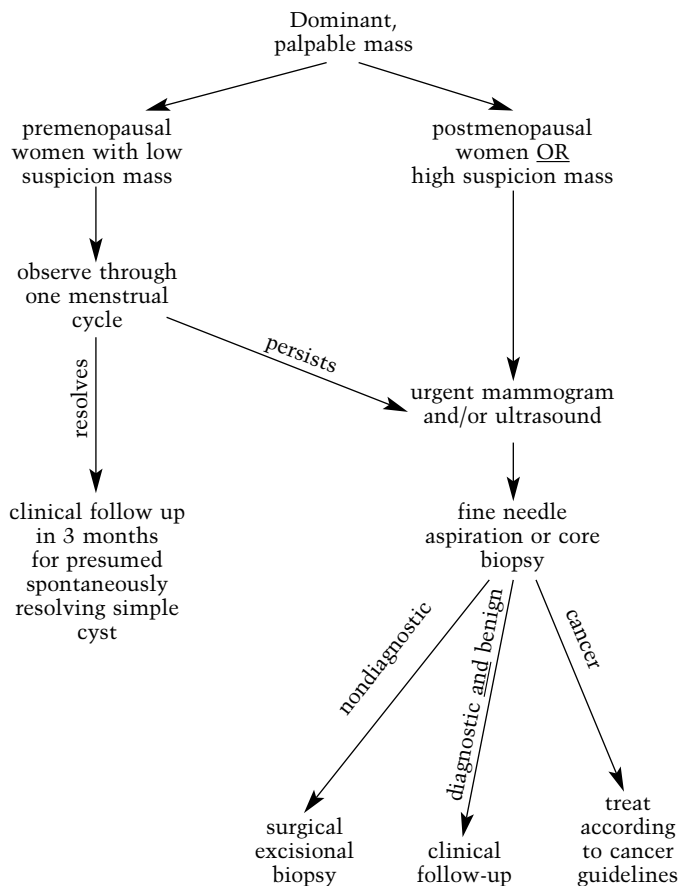 Dominant,
palpable mass
premenopausal
women with low
suspicion mass
postmenopausal
women OR
high suspicion mass
observe through
one menstrual
cycle
persists
resolves
urgent mammogram
and/or ultrasound
clinical follow up
in 3 months
for presumed
spontaneously
resolving simple
cyst
fine needle
aspiration or core
biopsy
nondiagnostic
diagnostic and benign
cancer
surgical
excisional
biopsy
clinical
follow-up
treat
according
to cancer
guidelines